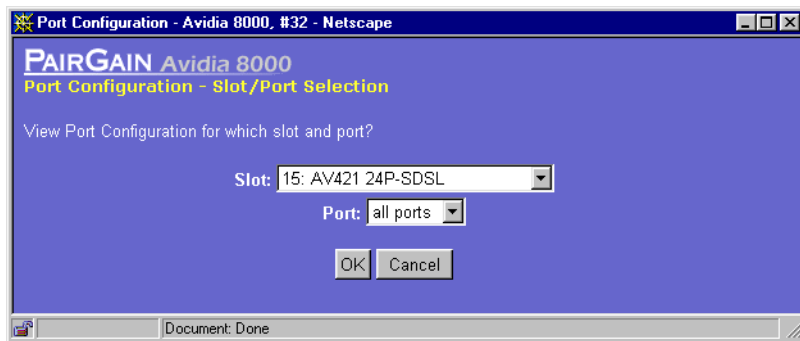 Port Configuration - Avidia 8000, #32 - Netscape
PAIRGAIN Avidia 8000
Port Configuration - Slot/Port Selection
View Port Configuration for which slot and port?
Slot: 15: AV421 24P-SDSL
Port: all ports
OK Cancel
Document: Done